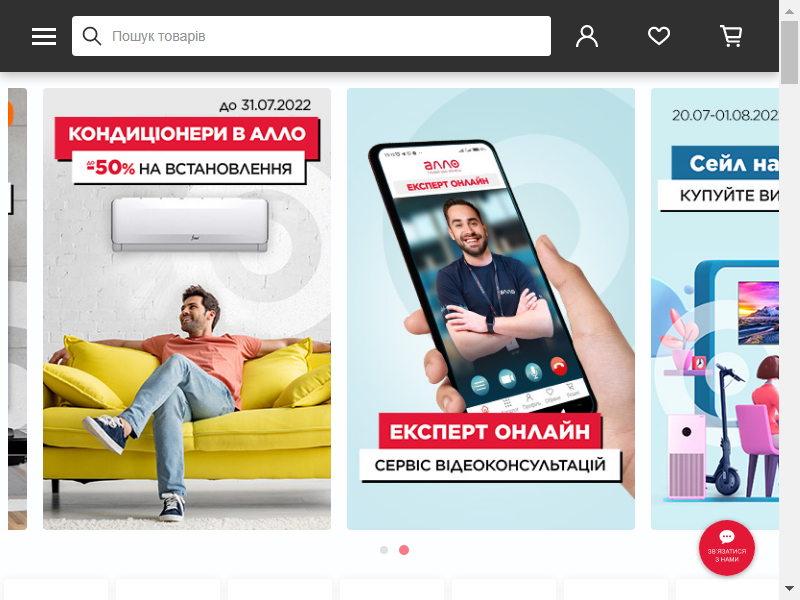 Пошук товарів
до 31.07.2022
КОНДИЦІОНЕРИ В АЛЛО
до -50% НА ВСТАНОВЛЕННЯ
алло
ЕКСПЕРТ ОНЛАЙН
алло
ЕКСПЕРТ ОНЛАЙН
СЕРВІС ВІДЕОКОНСУЛЬТАЦІЙ
20.07-01.08.202
Сейл на
КУПУЙТЕ ВИ
ЗВ'ЯЗАТИСЯ
З НАМИ